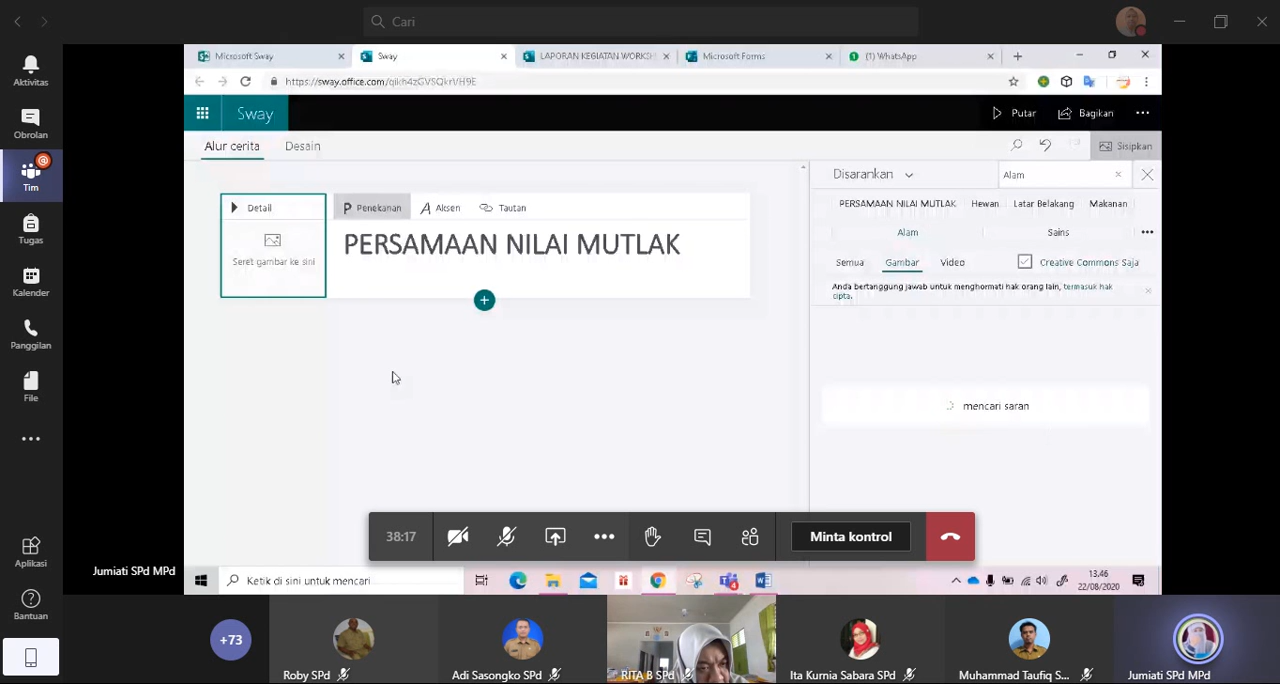 Cari
Aktivitas
Obrolan
Tim
Tugas
Kalender
Panggilan
File
Aplikasi
Bantuan
Microsoft Sway
Sway
LAPORAN KEGIATAN WORKSH
Microsoft Forms
(1) WhatsApp
Sway
Putar
Bagikan
Alur cerita
Desain
Sisipkan
Detail
Seret gambar ke sini
Penekanan
Aksen
Tautan
PERSAMAAN NILAI MUTLAK
Disarankan
Alam
PERSAMAAN NILAI MUTLAK
Hewan
Latar Belakang
Makanan
Alam
Sains
Semua
Gambar
Video
Creative Commons Saja
Anda bertanggung jawab untuk menghormati hak orang lain, termasuk hak
cipta.
mencari saran
38:17
Minta kontrol
Jumiati SPd MPd
Ketik di sini untuk mencari
13,46
22/08/2020
+73
Roby SPd
Adi Sasongko SPd
RITA B SPd
Ita Kurnia Sabara SPd
Muhammad Taufiq S...
Jumiati SPd MPd